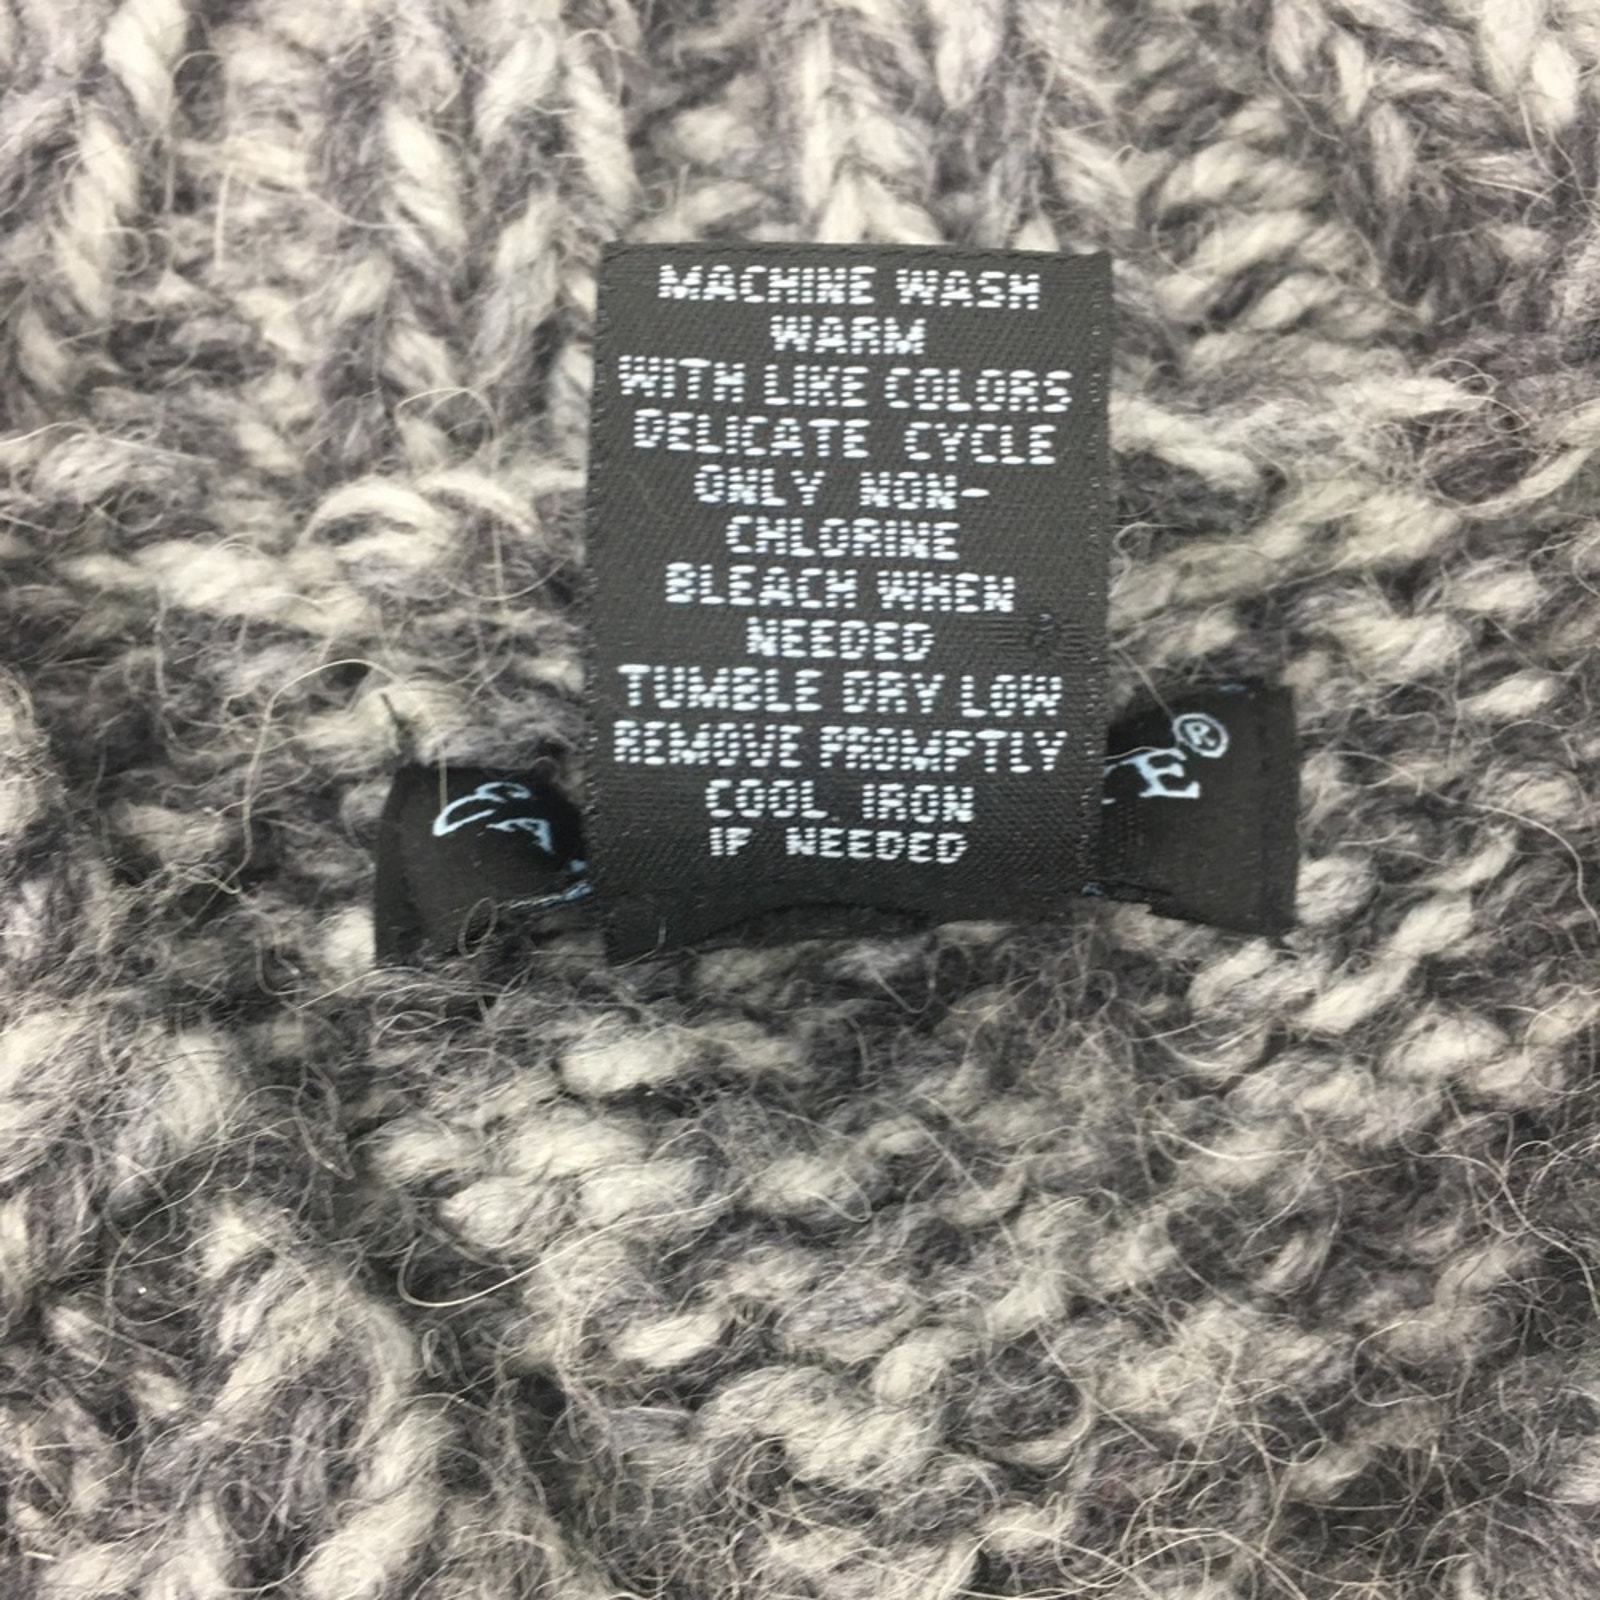 MACHINE WASH
WARM
WITH LIKE COLORS
DELICATE CYCLE
ONLY NON-
CHLORINE
BLEACH WHEN
NEEDED
TUMBLE DRY LOW
REMOVE PROMPTLY
COOL IRON
IF NEEDED
E®